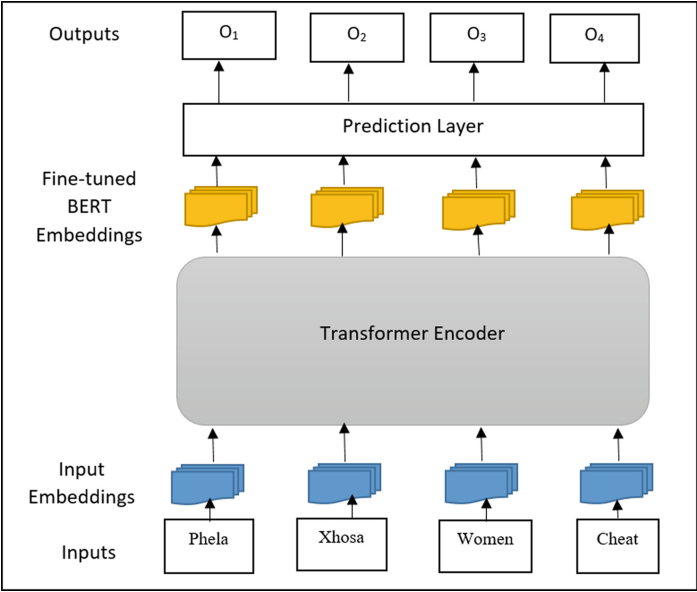 Outputs
O1
O2
O3
O4
Prediction Layer
Fine-tuned
BERT
Embeddings
Transformer Encoder
Input
Embeddings
Inputs
Phela
Xhosa
Women
Cheat